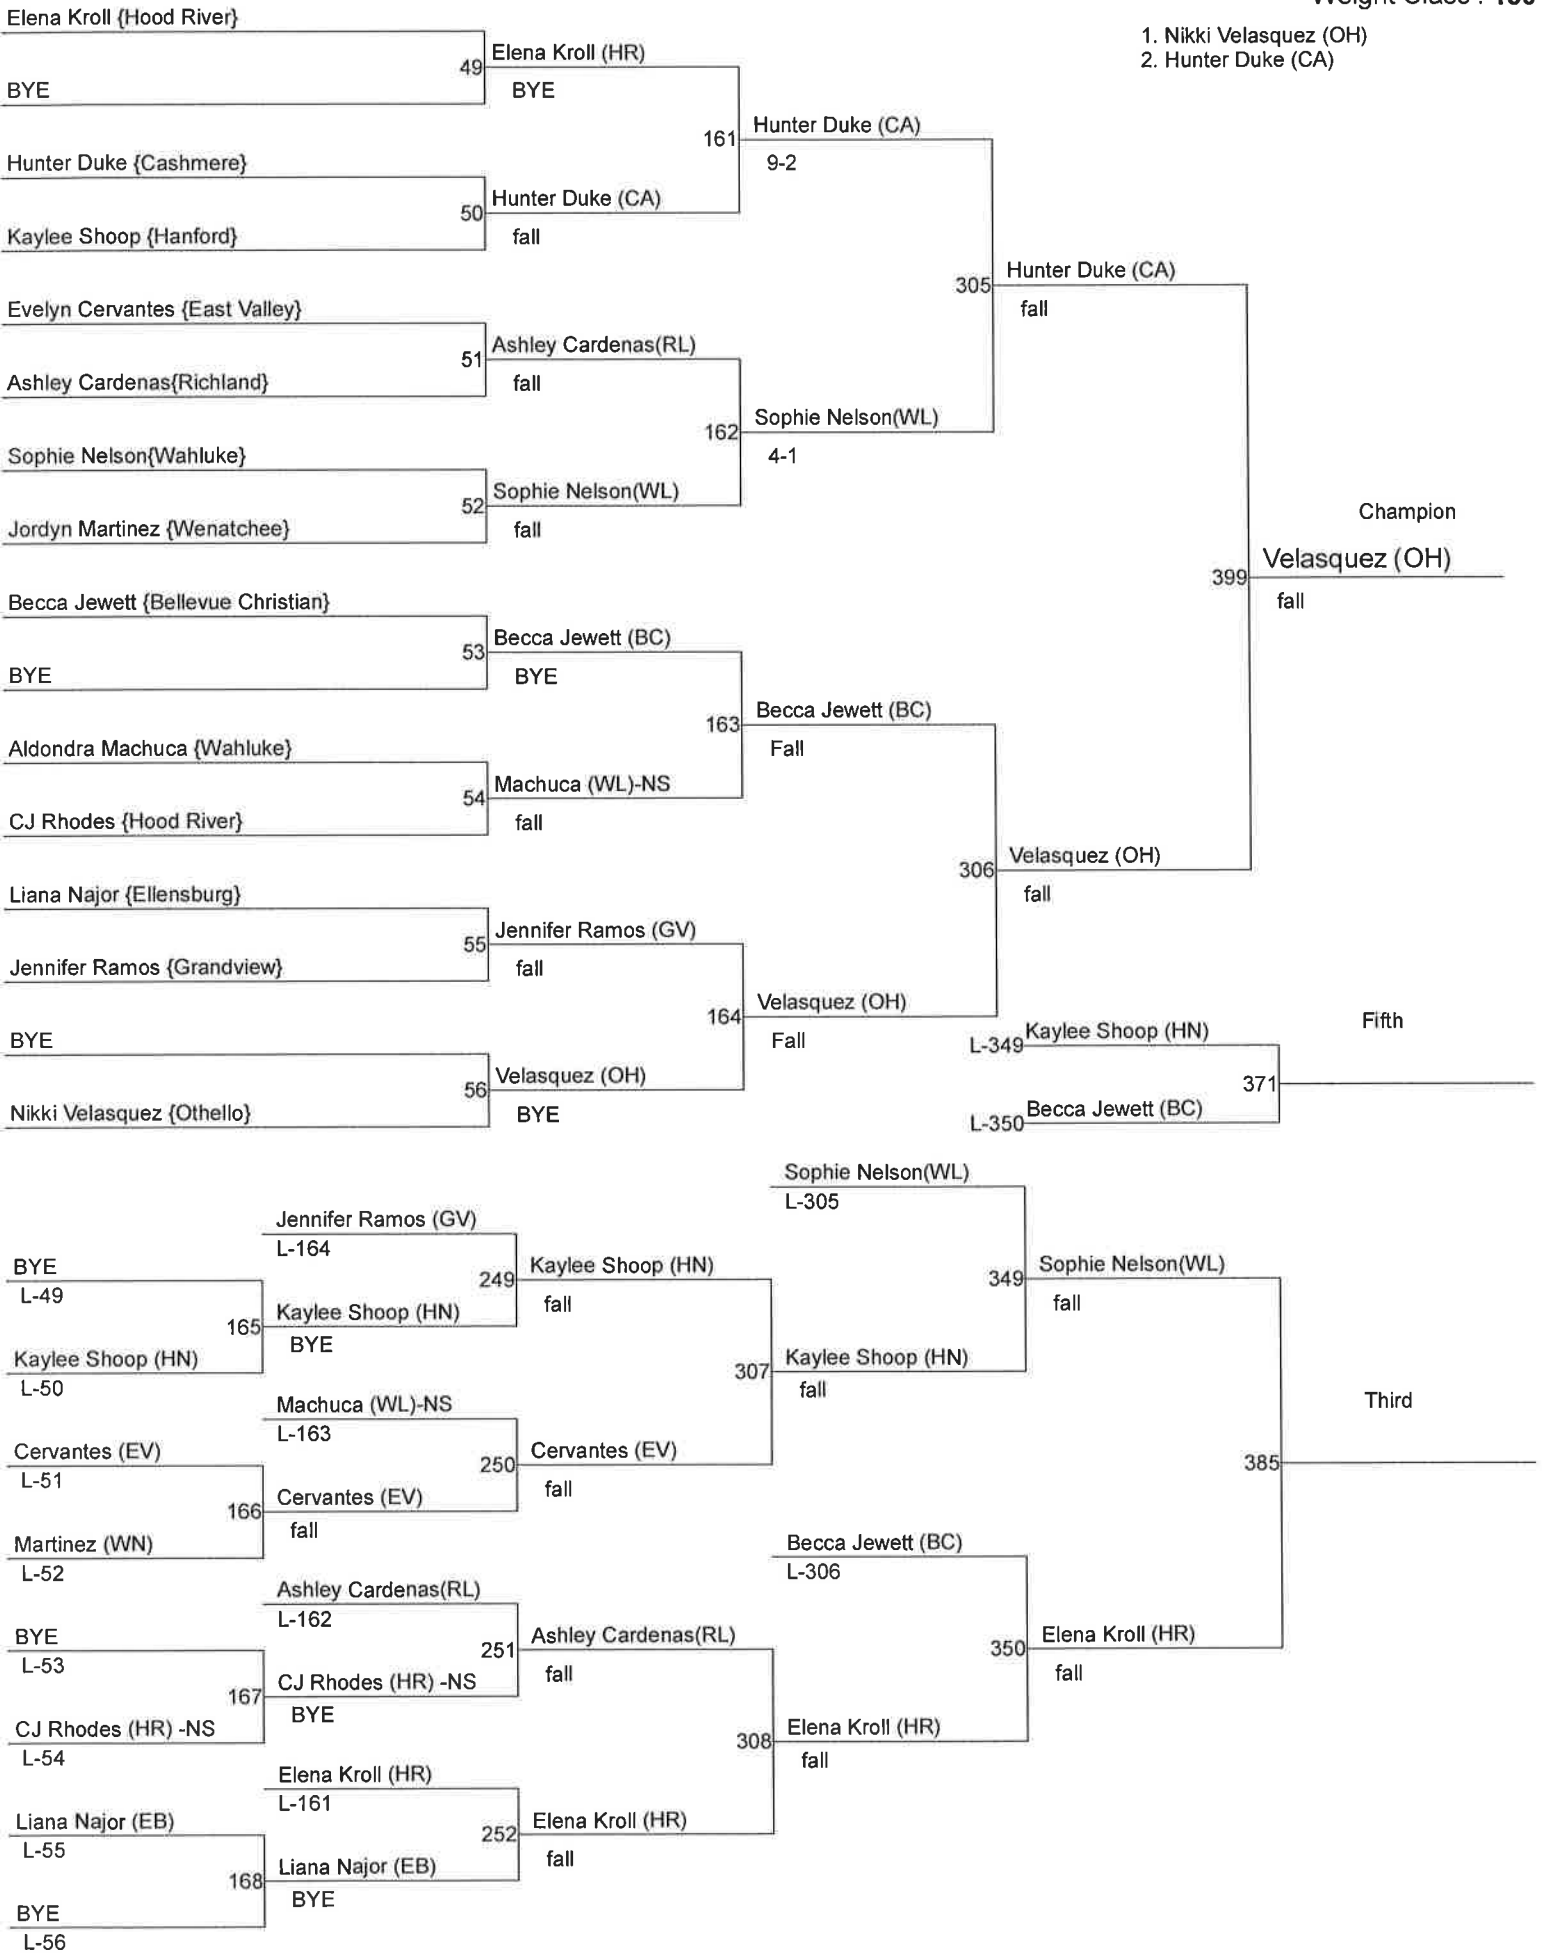 1. Nikki Velasquez (OH)
2. Hunter Duke (CA)
Elena Kroll {Hood River}
BYE
49
Elena Kroll (HR)
BYE
Hunter Duke {Cashmere}
Kaylee Shoop {Hanford}
50
Hunter Duke (CA)
fall
161
Hunter Duke (CA)
9-2
Evelyn Cervantes {East Valley}
Ashley Cardenas{Richland}
51
Ashley Cardenas(RL)
fall
Sophie Nelson{Wahluke}
Jordyn Martinez {Wenatchee}
52
Sophie Nelson(WL)
fall
162
Sophie Nelson(WL)
4-1
305
Hunter Duke (CA)
fall
Becca Jewett {Bellevue Christian}
BYE
53
Becca Jewett (BC)
BYE
Aldondra Machuca {Wahluke}
CJ Rhodes {Hood River}
54
Machuca (WL)-NS
fall
163
Becca Jewett (BC)
Fall
Liana Najor {Ellensburg}
Jennifer Ramos {Grandview}
55
Jennifer Ramos (GV)
fall
BYE
Nikki Velasquez {Othello}
56
Velasquez (OH)
BYE
164
Velasquez (OH)
Fall
306
Velasquez (OH)
fall
Champion
399
Velasquez (OH)
fall
Fifth
L-349
Kaylee Shoop (HN)
L-350
Becca Jewett (BC)
371
BYE
L-49
Kaylee Shoop (HN)
L-50
165
Jennifer Ramos (GV)
L-164
Kaylee Shoop (HN)
BYE
249
Kaylee Shoop (HN)
fall
Cervantes (EV)
L-51
Martinez (WN)
L-52
166
Machuca (WL)-NS
L-163
Cervantes (EV)
fall
250
Cervantes (EV)
fall
307
Sophie Nelson(WL)
L-305
Kaylee Shoop (HN)
fall
349
Sophie Nelson(WL)
fall
BYE
L-53
CJ Rhodes (HR) -NS
L-54
167
Ashley Cardenas(RL)
L-162
CJ Rhodes (HR) -NS
BYE
251
Ashley Cardenas(RL)
fall
Liana Najor (EB)
L-55
BYE
L-56
168
Elena Kroll (HR)
L-161
Liana Najor (EB)
BYE
252
Elena Kroll (HR)
fall
308
Becca Jewett (BC)
L-306
Elena Kroll (HR)
fall
350
Elena Kroll (HR)
fall
Third
385